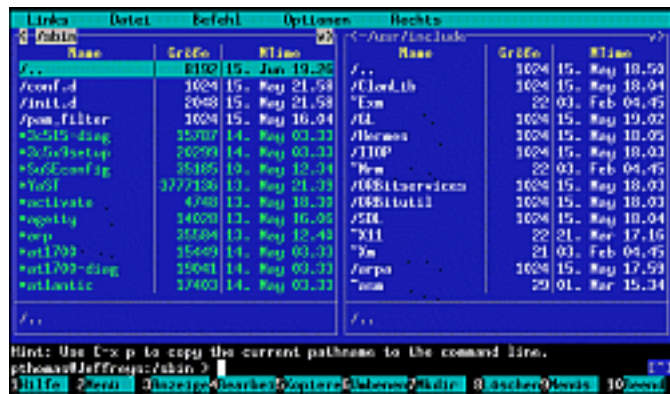 Links Datei Befehl Optionen Rechts
/sbin </usr/include
Name Größe MTime Name Größe MTime
/.. 8192 15. Jun 19.26 /.. 1024 15. May 18.50
/conf.d 1024 15. May 21.58 /ClanLib 1024 15. May 18.04
/init.d 2048 15. May 21.58 ~Exm 22 03. Feb 04.45
/pam_filter 1024 15. May 16.04 /GL 1024 15. May 19.02
*3c515-diag 15707 14. May 03.33 /Hermes 1024 15. May 18.05
*3c5x9setup 20299 14. May 03.33 /IIOP 1024 15. May 18.03
*SuSEconfig 35185 10. May 12.34 ~Mrm 22 03. Feb 04.45
*YaST 3777136 13. May 21.39 /ORBitservices 1024 15. May 18.03
*activate 4748 13. May 18.30 /ORBitutil 1024 15. May 18.03
*agetty 14028 13. May 16.06 /SDL 1024 15. May 18.04
*arp 35584 13. May 12.40 ~X11 22 21. Mar 17.16
*at1700 15449 14. May 03.33 ~Xm 21 03. Feb 04.45
*at1700-diag 19041 14. May 03.33 /arpa 1024 15. May 17.59
*atlantic 17403 14. May 03.33 ~asm 29 01. Mar 15.34
/.. /..
Hint: Use C-x p to copy the current pathname to the command line.
pthomas@Jeffreys:/sbin >
1Hilfe 2Menü 3Anzeige 4Bearbei 5Kopiere 6Umbenen 7Mkdir 8Löschen 9Menüs 10Beend